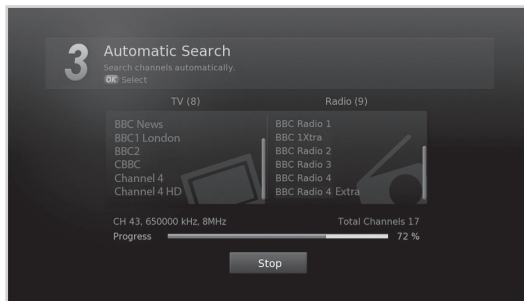 3
Automatic Search
Search channels automatically.
OK Select
TV (8)
BBC News
BBC1 London
BBC2
CBBC
Channel 4
Channel 4 HD
Radio (9)
BBC Radio 1
BBC 1Xtra
BBC Radio 2
BBC Radio 3
BBC Radio 4
BBC Radio 4 Extra
CH 43, 650000 kHz, 8MHz
Total Channels 17
Progress
72 %
Stop